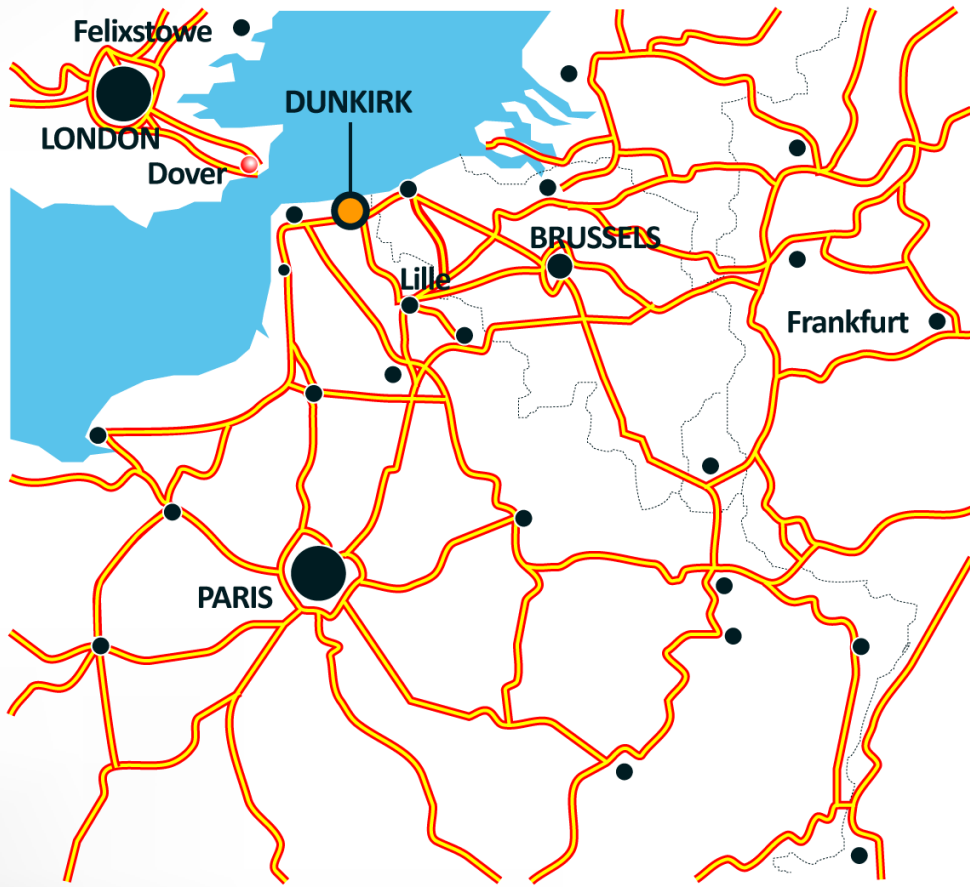 Felixstowe
DUNKIRK
LONDON
Dover
BRUSSELS
Lille
Frankfurt
PARIS